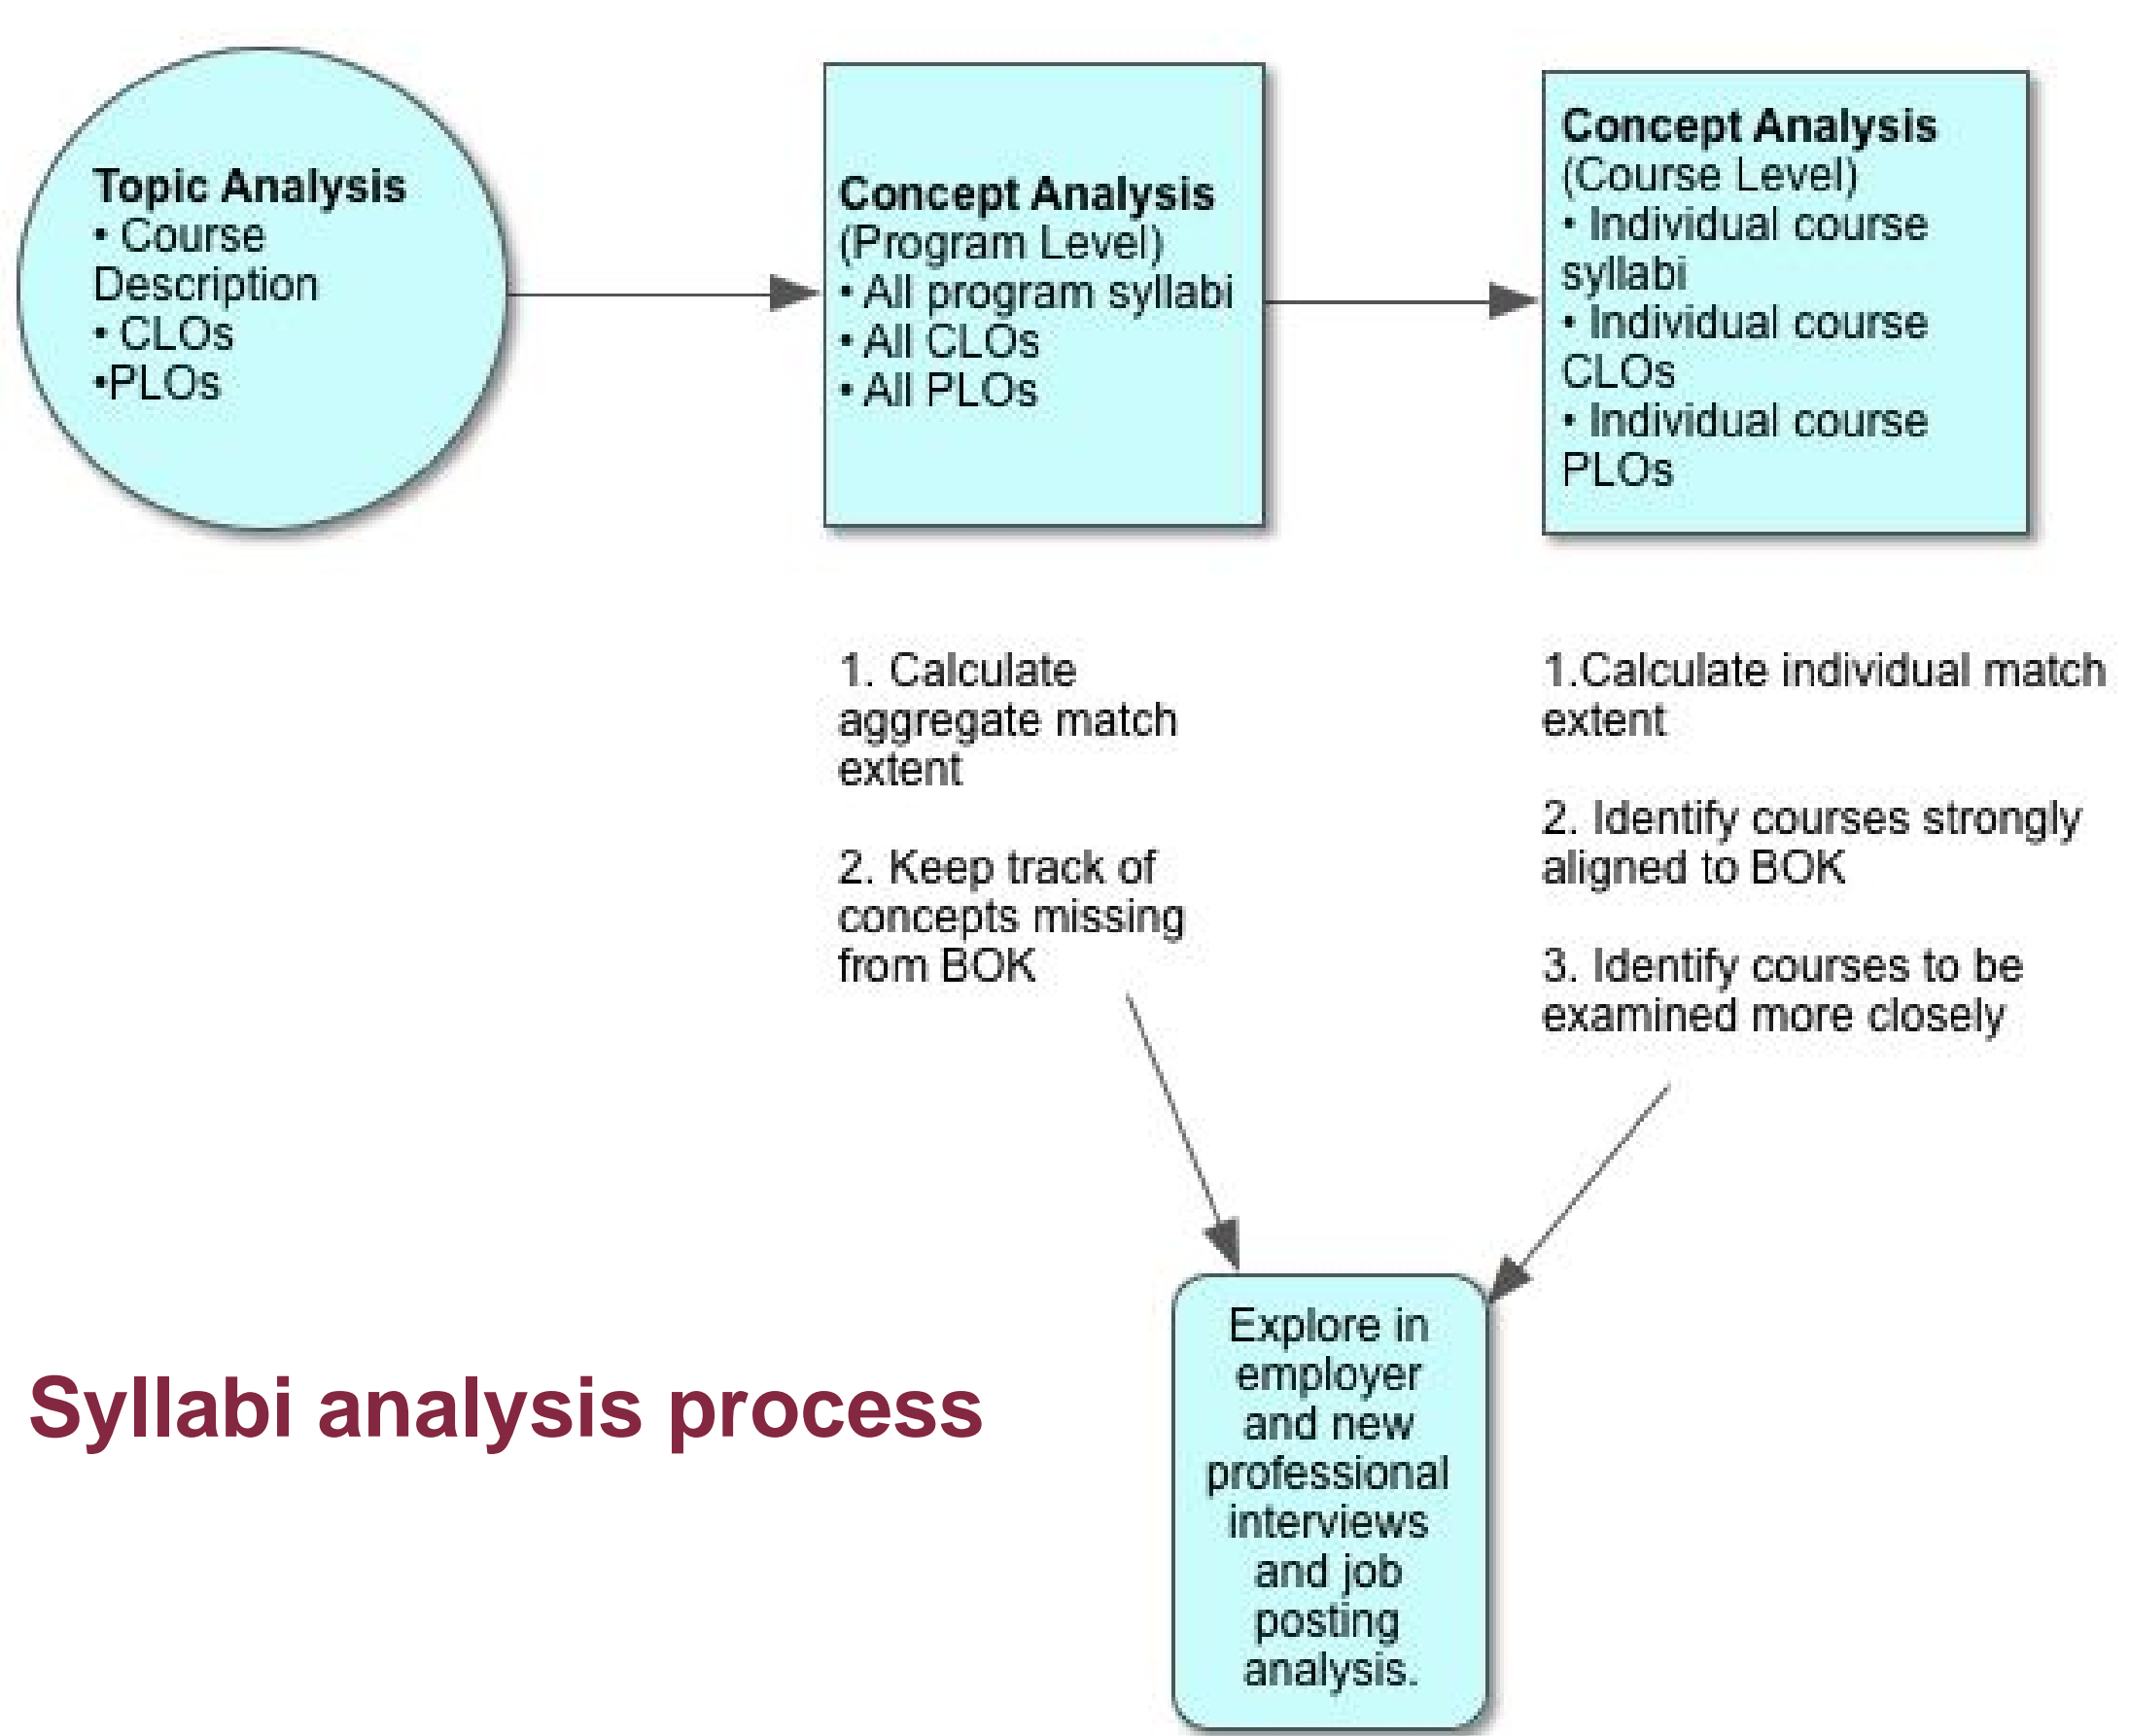 Topic Analysis
• Course
Description
• CLOs
•PLOs
Concept Analysis
(Program Level)
• All program syllabi
• All CLOs
• All PLOs
Concept Analysis
(Course Level)
• Individual course
syllabi
• Individual course
CLOs
• Individual course
PLOs
1. Calculate
aggregate match
extent
2. Keep track of
concepts missing
from BOK
1.Calculate individual match
extent
2. Identify courses strongly
aligned to BOK
3. Identify courses to be
examined more closely
Explore in
employer
and new
professional
interviews
and job
posting
analysis.
Syllabi analysis process